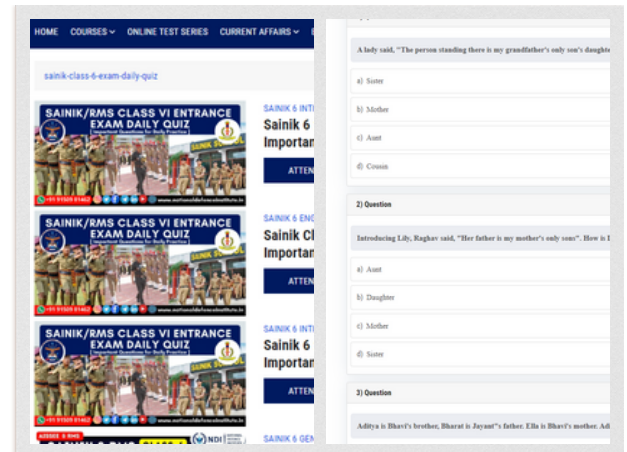 HOME COURSES ONLINE TEST SERIES CURRENT AFFAIRS
sainik-class-6-exam-daily-quiz
SAINIK/RMS CLASS VI ENTRANCE
EXAM DAILY QUIZ
[ Important Questions for Daily Practice ]
SAINIK 6 INT
Sainik 6
Importan
ATTEN
SAINIK/RMS CLASS VI ENTRANCE
EXAM DAILY QUIZ
[ Important Questions for Daily Practice ]
SAINIK 6 ENG
Sainik Cl
Importan
ATTEN
SAINIK/RMS CLASS VI ENTRANCE
EXAM DAILY QUIZ
[ Important Questions for Daily Practice ]
SAINIK 6 INT
Sainik 6
Importan
ATTEN
NDI
SAINIK 6 GEN
A lady said, "The person standing there is my grandfather's only son's daughte
a) Sister
b) Mother
c) Aunt
d) Cousin
2) Question
Introducing Lily, Raghav said, "Her father is my mother's only sons". How is
a) Aunt
b) Daughter
c) Mother
d) Sister
3) Question
Aditya is Bhavi's brother, Bharat is Jayant"s father. Ella is Bhavi's mother. Ad